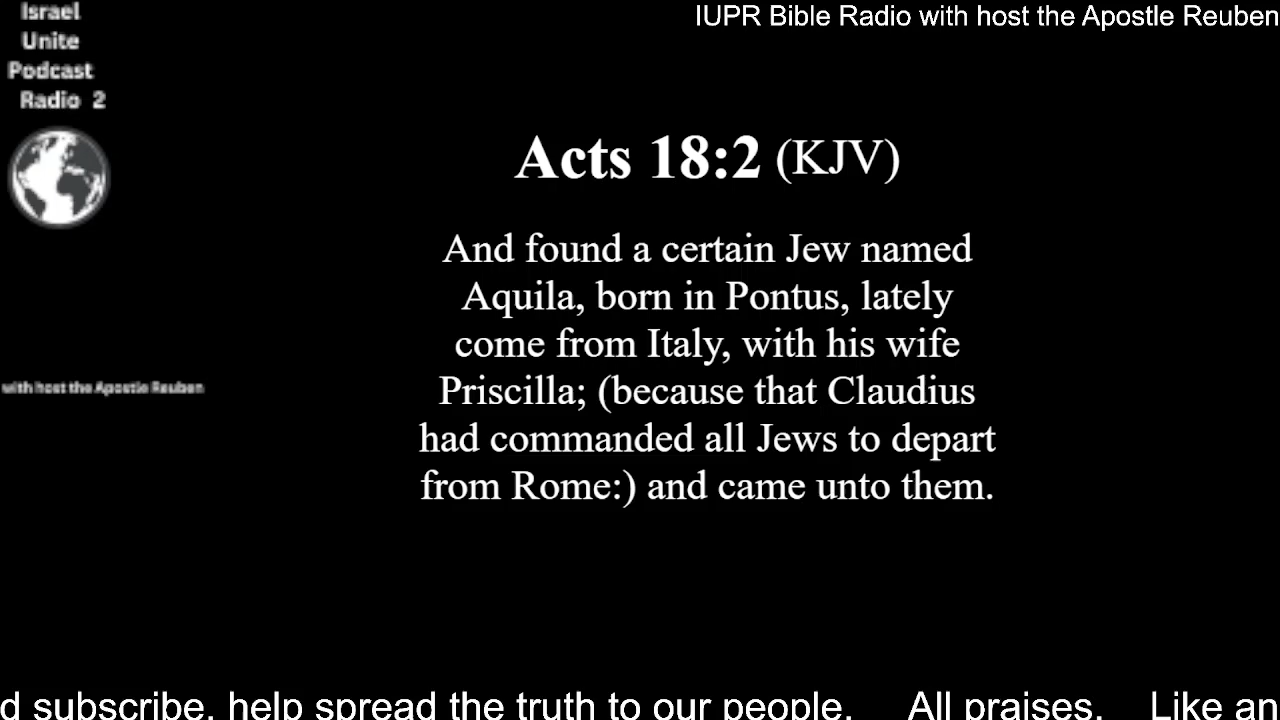 Israel
Unite
Podcast
Radio 2
IUPR Bible Radio with host the Apostle Reuben
Acts 18:2 (KJV)
And found a certain Jew named
Aquila, born in Pontus, lately
come from Italy, with his wife
Priscilla; (because that Claudius
had commanded all Jews to depart
from Rome:) and came unto them.
with host the Apostle Reuben
d subscribe, help spread the truth to our people. All praises. Like an